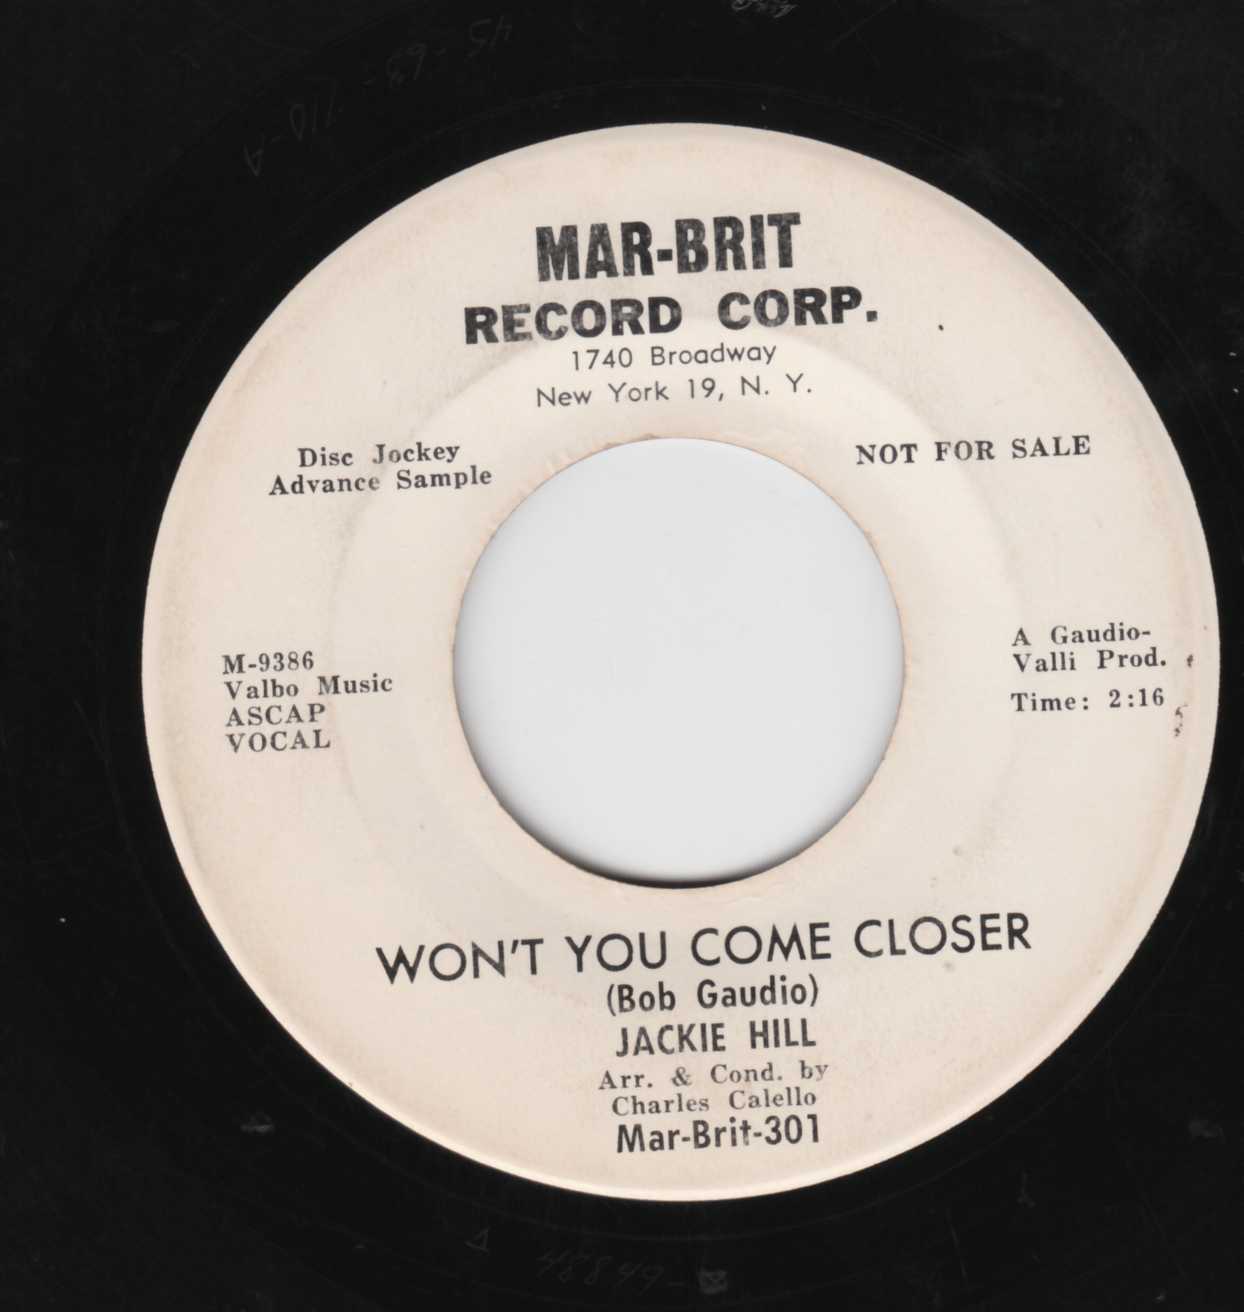 MAR-BRIT
RECORD CORP.
1740 Broadway
New York 19, N. Y.
Disc Jockey
Advance Sample
NOT FOR SALE
M-9386
Valbo Music
ASCAP
VOCAL
A Gaudio-
Valli Prod.
Time: 2:16
WON'T YOU COME CLOSER
(Bob Gaudio)
JACKIE HILL
Arr. & Cond. by
Charles Calello
Mar-Brit-301